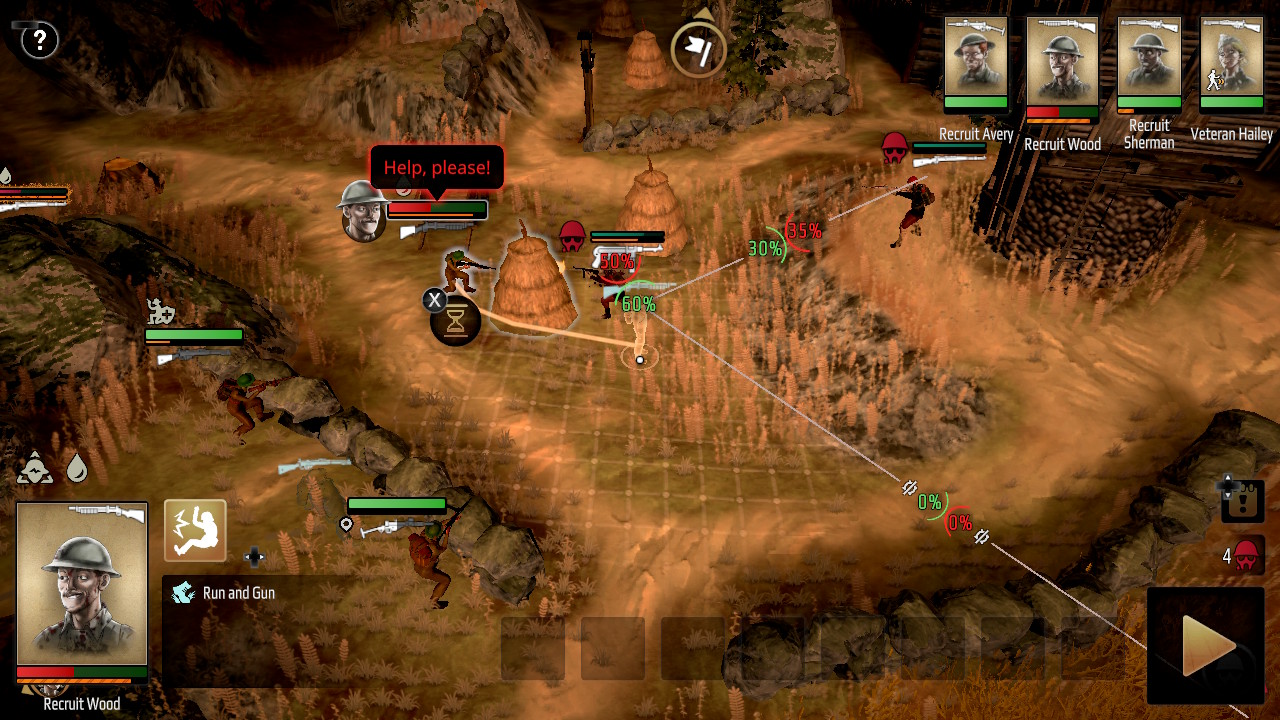 ?
Help, please!
Recruit Avery
Recruit Wood
Recruit
Sherman
Veteran Hailey
35%
30%
50%
60%
X
0%
0%
4
Run and Gun
Recruit Wood